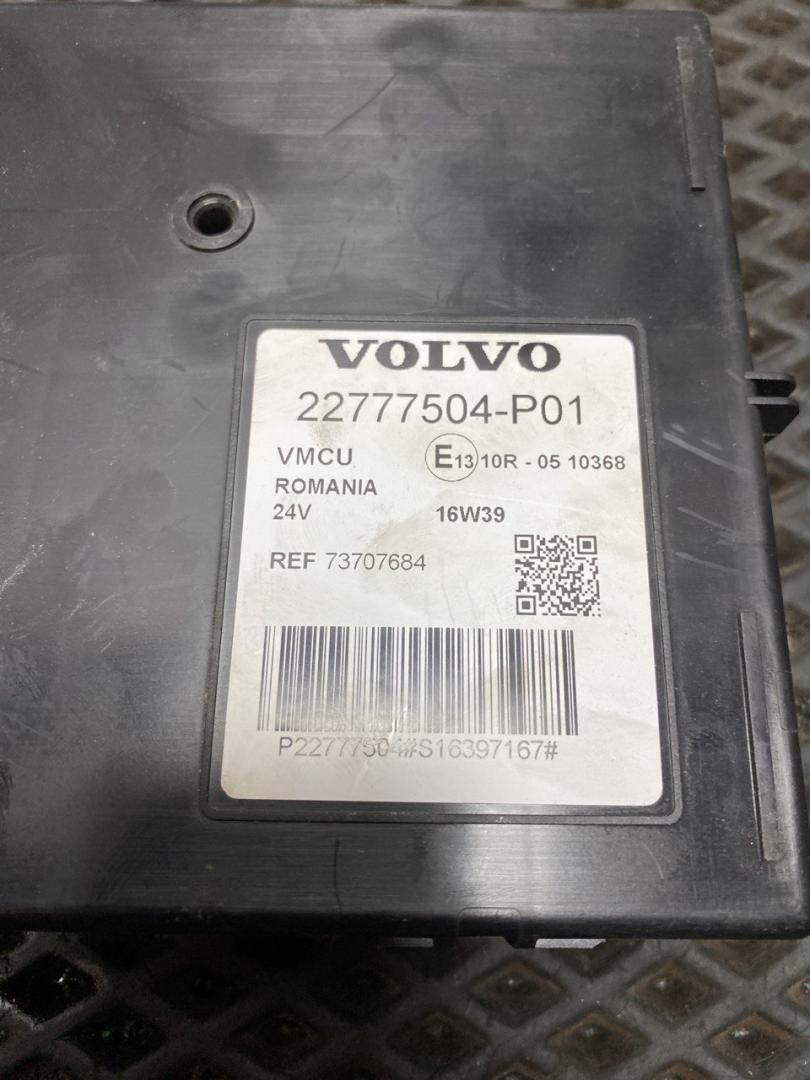 VOLVO
22777504-P01
VMCU E13 10R - 05 10368
ROMANIA
24V 16W39
REF 73707684
P22777504#S16397167#